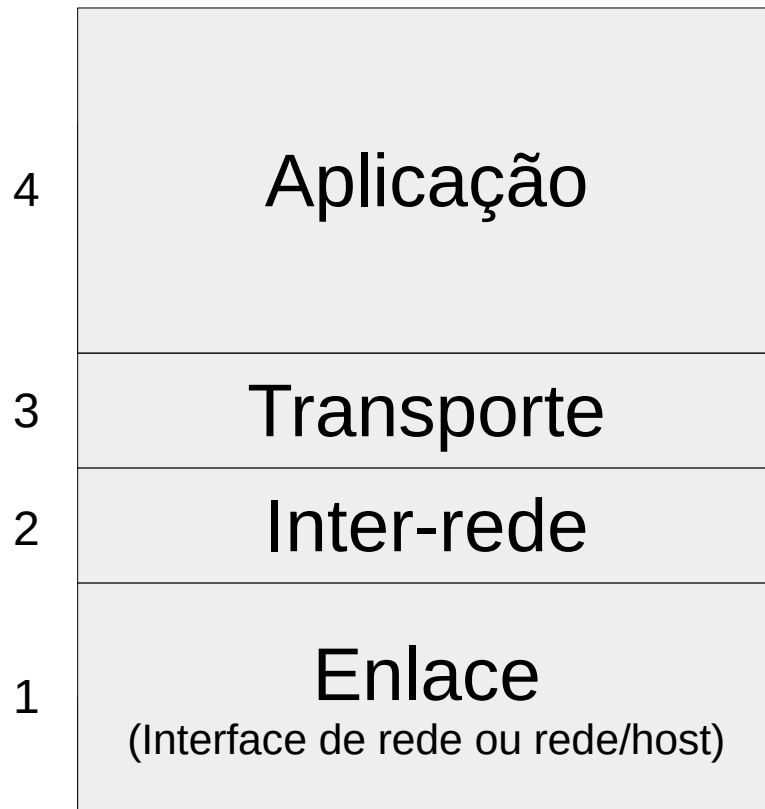 4 Aplicação
3 Transporte
2 Inter-rede
1 Enlace
(Interface de rede ou rede/host)